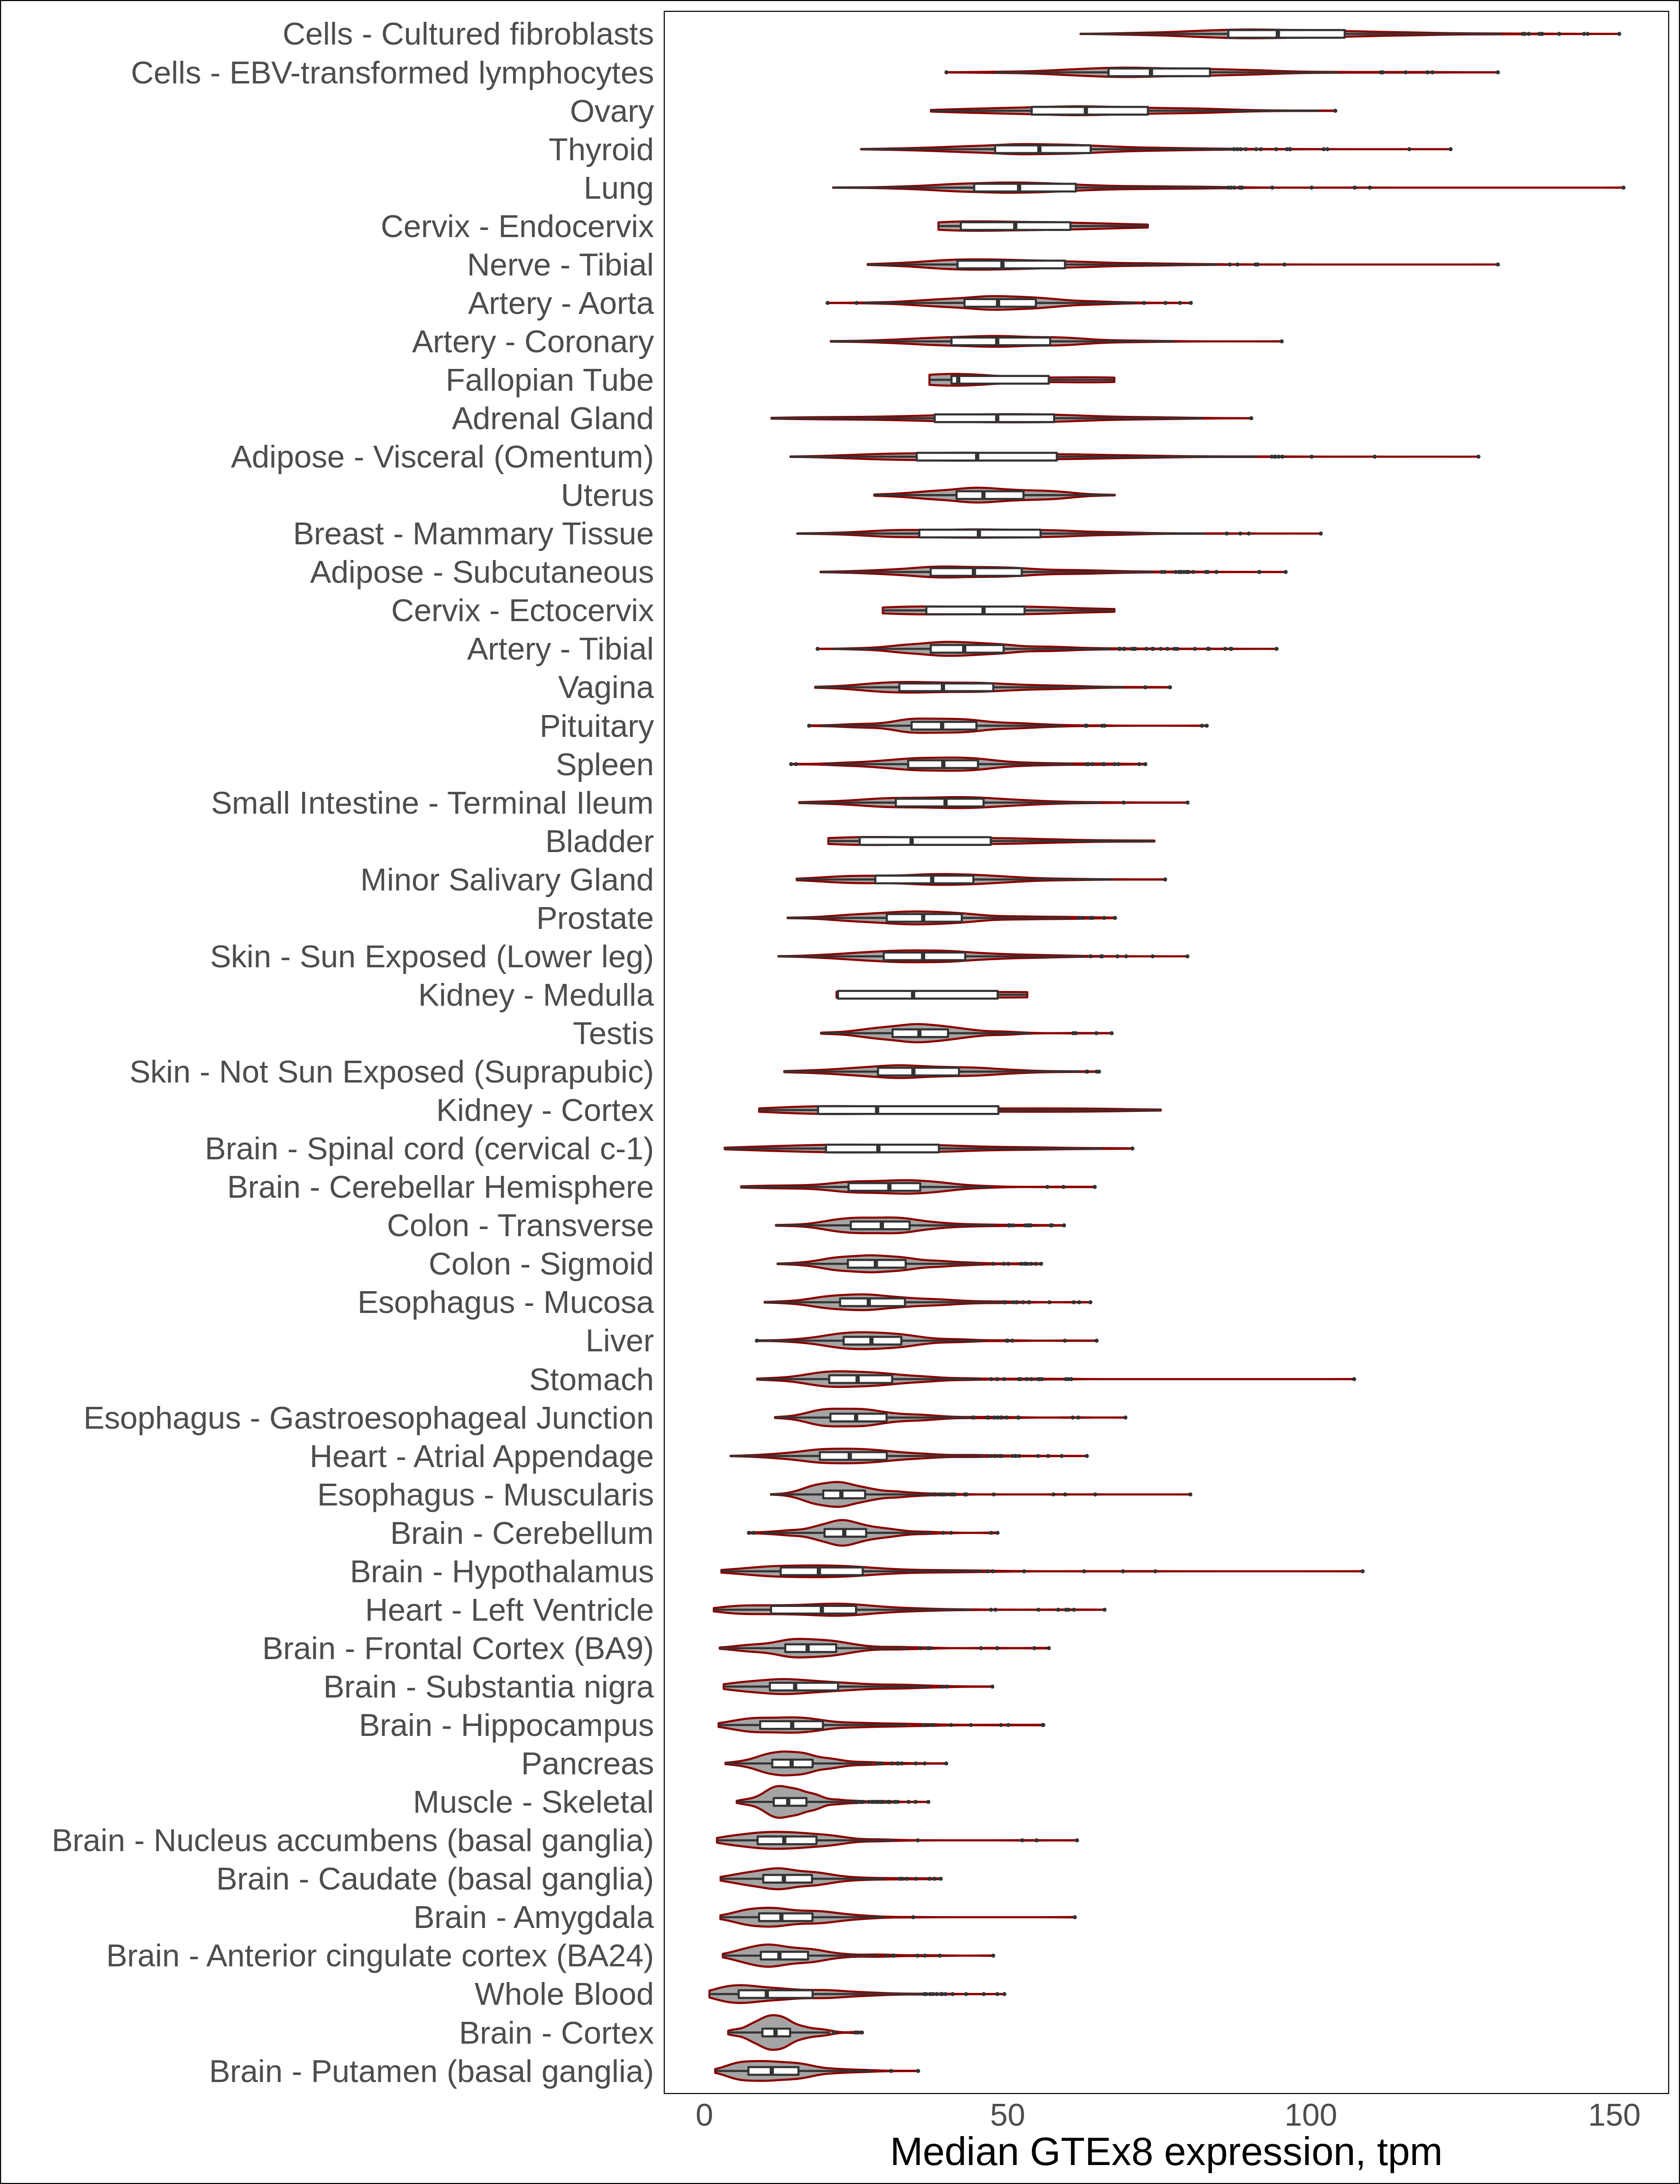 Cells - Cultured fibroblasts
Cells - EBV-transformed lymphocytes
Ovary
Thyroid
Lung
Cervix - Endocervix
Nerve - Tibial
Artery - Aorta
Artery - Coronary
Fallopian Tube
Adrenal Gland
Adipose - Visceral (Omentum)
Uterus
Breast - Mammary Tissue
Adipose - Subcutaneous
Cervix - Ectocervix
Artery - Tibial
Vagina
Pituitary
Spleen
Small Intestine - Terminal Ileum
Bladder
Minor Salivary Gland
Prostate
Skin - Sun Exposed (Lower leg)
Kidney - Medulla
Testis
Skin - Not Sun Exposed (Suprapubic)
Kidney - Cortex
Brain - Spinal cord (cervical c-1)
Brain - Cerebellar Hemisphere
Colon - Transverse
Colon - Sigmoid
Esophagus - Mucosa
Liver
Stomach
Esophagus - Gastroesophageal Junction
Heart - Atrial Appendage
Esophagus - Muscularis
Brain - Cerebellum
Brain - Hypothalamus
Heart - Left Ventricle
Brain - Frontal Cortex (BA9)
Brain - Substantia nigra
Brain - Hippocampus
Pancreas
Muscle - Skeletal
Brain - Nucleus accumbens (basal ganglia)
Brain - Caudate (basal ganglia)
Brain - Amygdala
Brain - Anterior cingulate cortex (BA24)
Whole Blood
Brain - Cortex
Brain - Putamen (basal ganglia)
0 50 100 150
Median GTEx8 expression, tpm